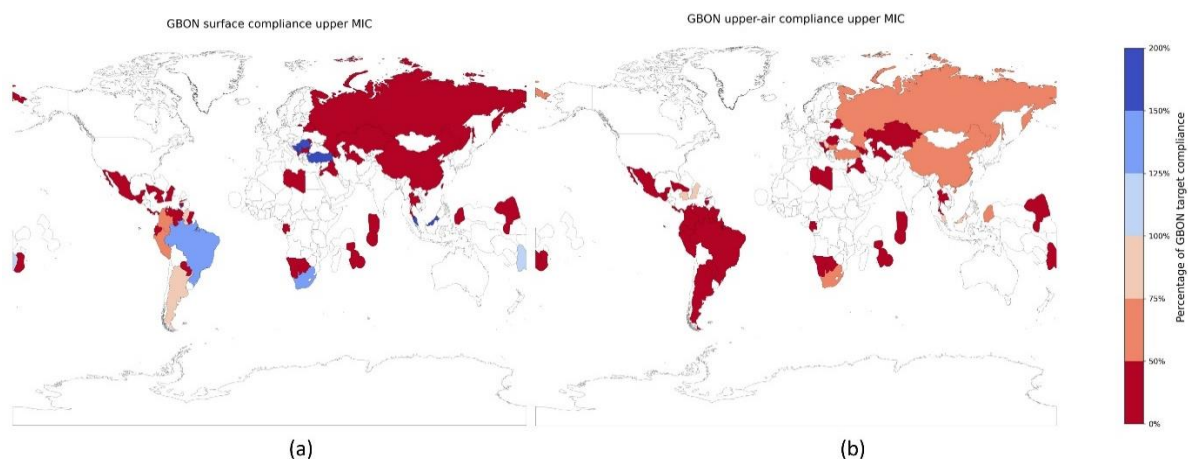 GBON surface compliance upper MIC
GBON upper-air compliance upper MIC
200%
150%
125%
100%
75%
50%
0%
Percentage of GBON target compliance
(a)
(b)